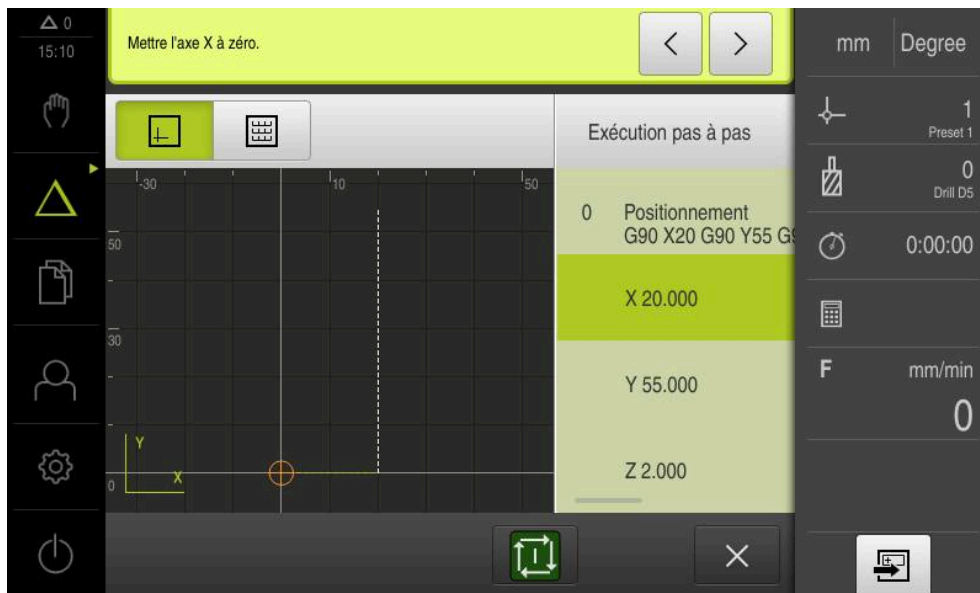 0
15:10
Mettre l'axe X à zéro.
mm Degree
Exécution pas à pas
1
Preset 1
0
Drill D5
-30 10 50
50
30
0
Y
X
0 Positionnement
G90 X20 G90 Y55
X 20.000
Y 55.000
Z 2.000
0:00:00
F mm/min
0